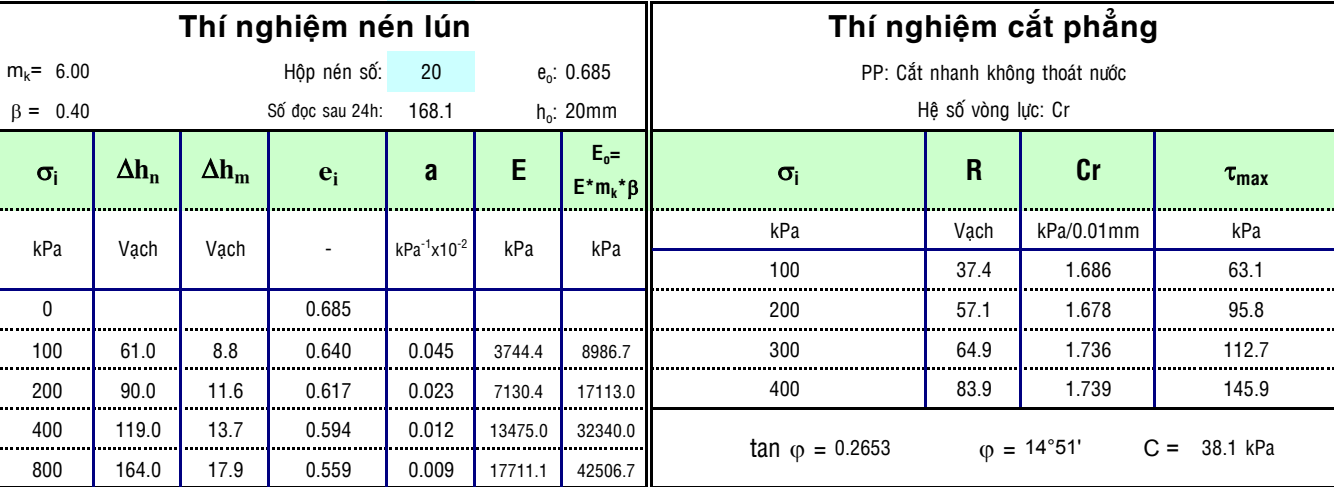 Thí nghiệm nén lún
mk= 6.00 Hộp nén số: 20 eo: 0.685
β = 0.40 Số đọc sau 24h: 168.1 ho: 20mm
σi Δhn Δhm ei a E Eo= E*mk*β
kPa Vạch Vạch - kPa-1x10-2 kPa kPa
0 0.685
100 61.0 8.8 0.640 0.045 3744.4 8986.7
200 90.0 11.6 0.617 0.023 7130.4 17113.0
400 119.0 13.7 0.594 0.012 13475.0 32340.0
800 164.0 17.9 0.559 0.009 17711.1 42506.7
Thí nghiệm cắt phẳng
PP: Cắt nhanh không thoát nước
Hệ số vòng lực: Cr
σi R Cr τmax
kPa Vạch kPa/0.01mm kPa
100 37.4 1.686 63.1
200 57.1 1.678 95.8
300 64.9 1.736 112.7
400 83.9 1.739 145.9
tan φ = 0.2653 φ = 14°51' C = 38.1 kPa